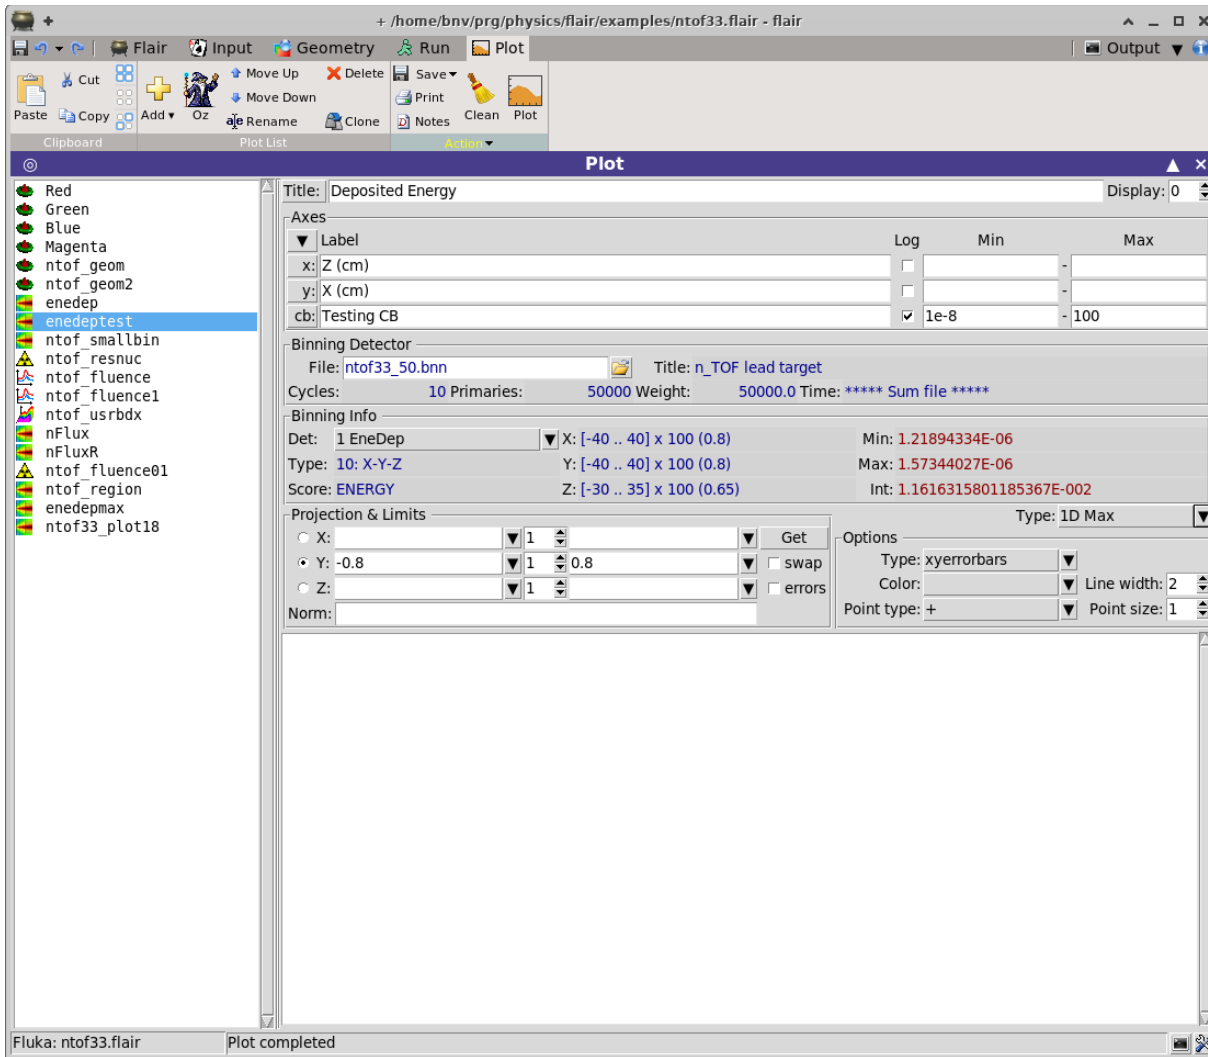 + /home/bnv/prg/physics/flair/examples/ntof33.flair - flair
Flair Input Geometry Run Plot Output
Paste Cut Copy Add Oz Move Up Move Down Rename Delete Clone Save Print Notes Clean Plot
Clipboard Plot List Action
Plot
Red
Green
Blue
Magenta
ntof_geom
ntof_geom2
enedep
enedeptest
ntof_smallbin
ntof_resnuc
ntof_fluence
ntof_fluence1
ntof_usrbdx
nFlux
nFluxR
ntof_fluence01
ntof_region
enedepmax
ntof33_plot18
Title: Deposited Energy Display: 0
Axes
Label Log Min Max
x: Z (cm) -
y: X (cm) -
cb: Testing CB 1e-8 - 100
Binning Detector
File: ntof33_50.bnn Title: n_TOF lead target
Cycles: 10 Primaries: 50000 Weight: 50000.0 Time: ***** Sum file *****
Binning Info
Det: 1 EneDep X: [-40 .. 40] x 100 (0.8) Min: 1.21894334E-06
Type: 10: X-Y-Z Y: [-40 .. 40] x 100 (0.8) Max: 1.57344027E-06
Score: ENERGY Z: [-30 .. 35] x 100 (0.65) Int: 1.1616315801185367E-002
Projection & Limits Type: 1D Max
X: 1 Get
Y: -0.8 1 0.8 swap
Z: 1 errors
Norm:
Options
Type: xyerrorbars
Color: Line width: 2
Point type: + Point size: 1
Fluka: ntof33.flair Plot completed